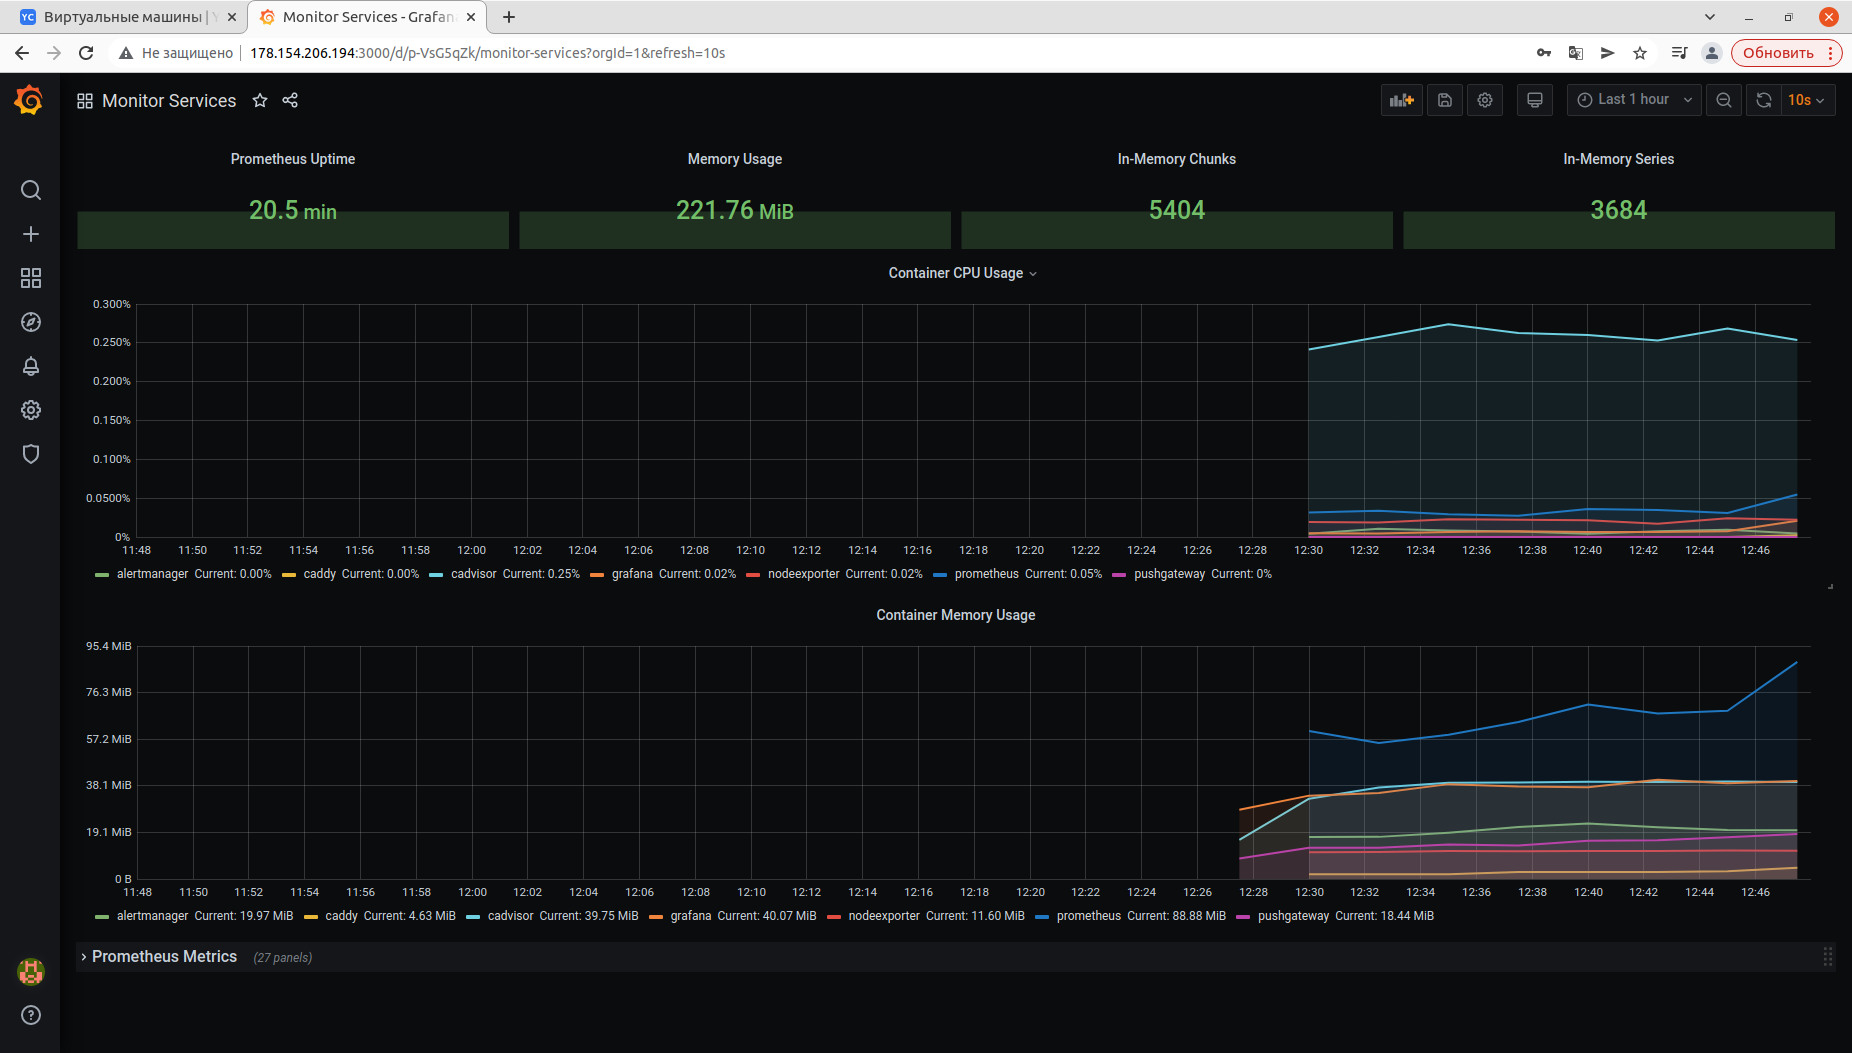 YC Виртуальные машины |
Monitor Services - Grafan
Не защищено
178.154.206.194:3000/d/p-VsG5qZk/monitor-services?orgId=1&refresh=10s
Обновить
Monitor Services
Last 1 hour
10s
Prometheus Uptime
Memory Usage
In-Memory Chunks
In-Memory Series
20.5 min
221.76 MiB
5404
3684
Container CPU Usage
0.300%
0.250%
0.200%
0.150%
0.100%
0.0500%
0%
11:48 11:50 11:52 11:54 11:56 11:58 12:00 12:02 12:04 12:06 12:08 12:10 12:12 12:14 12:16 12:18 12:20 12:22 12:24 12:26 12:28 12:30 12:32 12:34 12:36 12:38 12:40 12:42 12:44 12:46
alertmanager Current: 0.00% caddy Current: 0.00% cadvisor Current: 0.25% grafana Current: 0.02% nodeexporter Current: 0.02% prometheus Current: 0.05% pushgateway Current: 0%
Container Memory Usage
95.4 MiB
76.3 MiB
57.2 MiB
38.1 MiB
19.1 MiB
0 B
11:48 11:50 11:52 11:54 11:56 11:58 12:00 12:02 12:04 12:06 12:08 12:10 12:12 12:14 12:16 12:18 12:20 12:22 12:24 12:26 12:28 12:30 12:32 12:34 12:36 12:38 12:40 12:42 12:44 12:46
alertmanager Current: 19.97 MiB caddy Current: 4.63 MiB cadvisor Current: 39.75 MiB grafana Current: 40.07 MiB nodeexporter Current: 11.60 MiB prometheus Current: 88.88 MiB pushgateway Current: 18.44 MiB
Prometheus Metrics (27 panels)